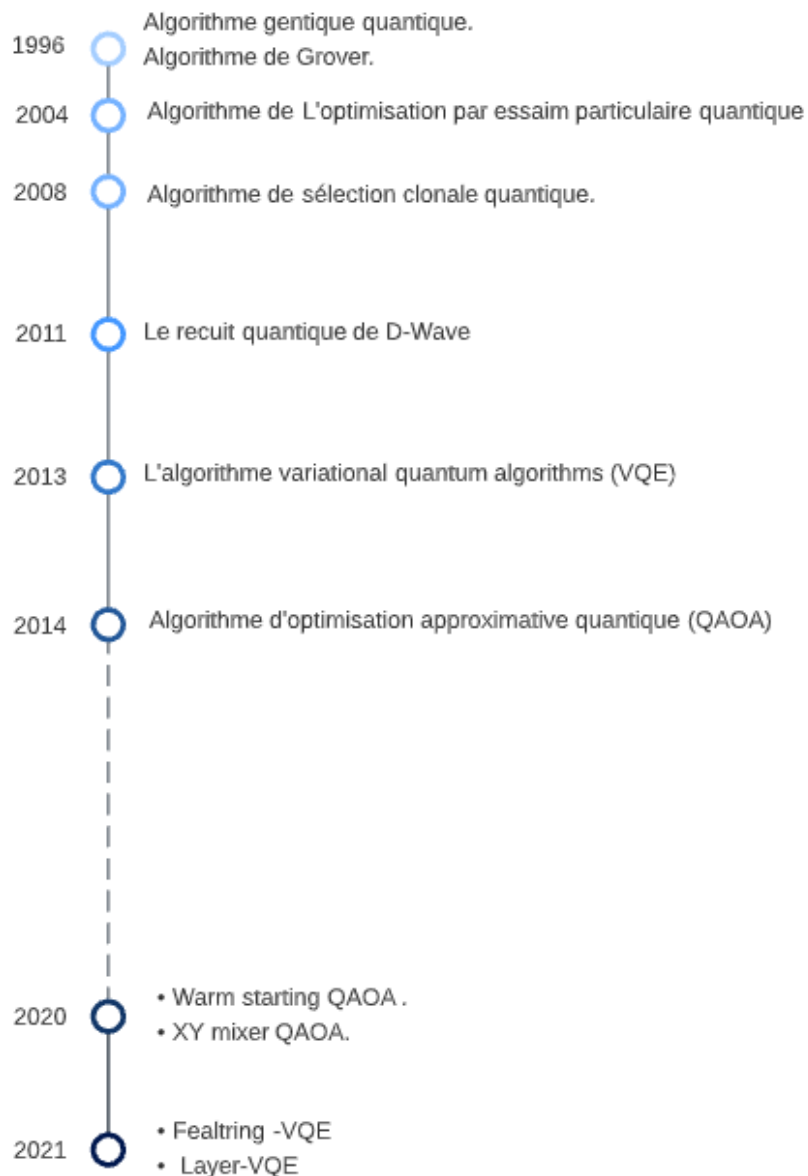 Algorithme gentique quantique.
1996
Algorithme de Grover.
2004 Algorithme de L'optimisation par essaim particulaire quantique
2008 Algorithme de sélection clonale quantique.
2011 Le recuit quantique de D-Wave
2013 L'algorithme variational quantum algorithms (VQE)
2014 Algorithme d'optimisation approximative quantique (QAOA)
• Warm starting QAOA .
2020
• XY mixer QAOA.
• Fealtring -VQE
2021
• Layer-VQE